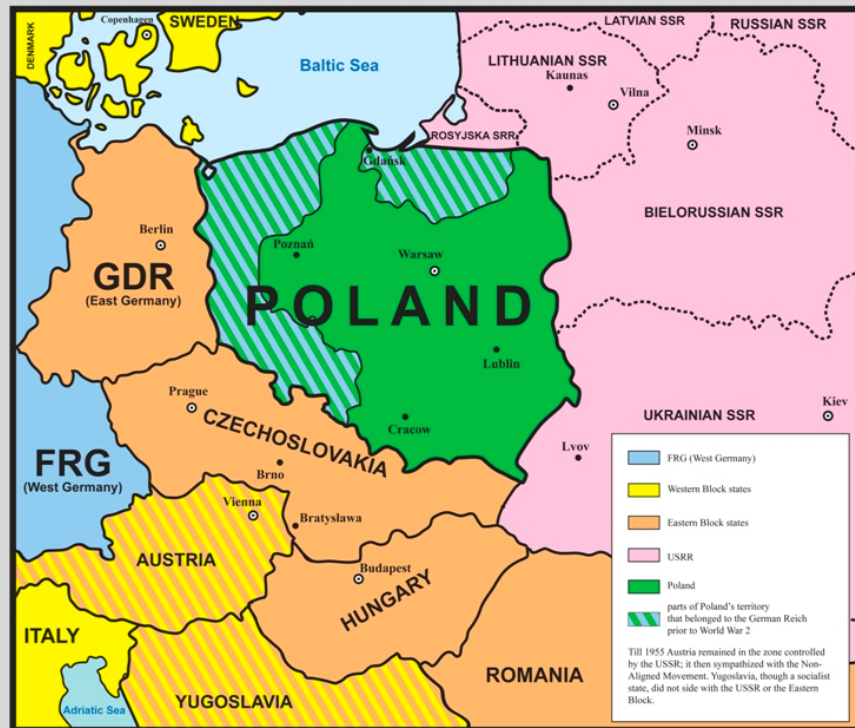 Copenhagen
SWEDEN
DENMARK
Baltic Sea
LATVIAN SSR
RUSSIAN SSR
LITHUANIAN SSR
Kaunas
Vilna
ROSYJSKA SRR
Minsk
Gdańsk
BIELORUSSIAN SSR
Berlin
Poznań
Warsaw
GDR
(East Germany)
POLAND
Lublin
Prague
Cracow
CZECHOSLOVAKIA
UKRAINIAN SSR
Kiev
Lvov
FRG
(West Germany)
Brno
Vienna
Bratysława
AUSTRIA
Budapest
HUNGARY
ITALY
ROMANIA
YUGOSLAVIA
Adriatic Sea
FRG (West Germany)
Western Block states
Eastern Block states
USRR
Poland
parts of Poland's territory
that belonged to the German Reich
prior to World War 2
Till 1955 Austria remained in the zone controlled
by the USSR; it then sympathized with the Non-
Aligned Movement. Yugoslavia, though a socialist
state, did not side with the USSR or the Eastern
Block.